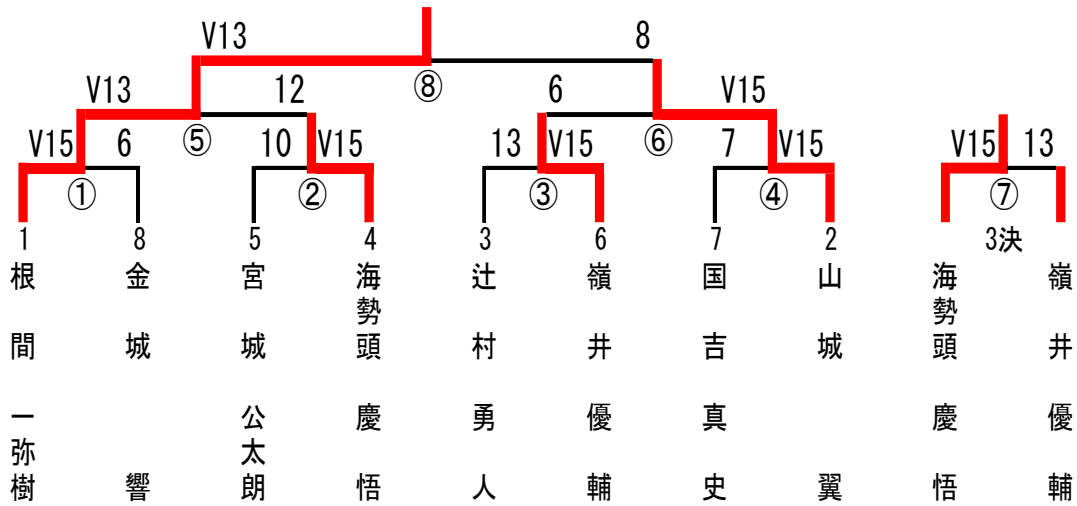 V13 8
⑧
V13 12 6 V15
⑤ ⑥
V15 6 10 V15 13 V15 7 V15 V15 13
① ② ③ ④ ⑦
1 8 5 4 3 6 7 2 3決
根間 一弥樹
金城 響
宮城 公太朗
海勢頭 慶悟
辻村 勇人
嶺井 優輔
国吉 真史
山城 翼
海勢頭 慶悟
嶺井 優輔